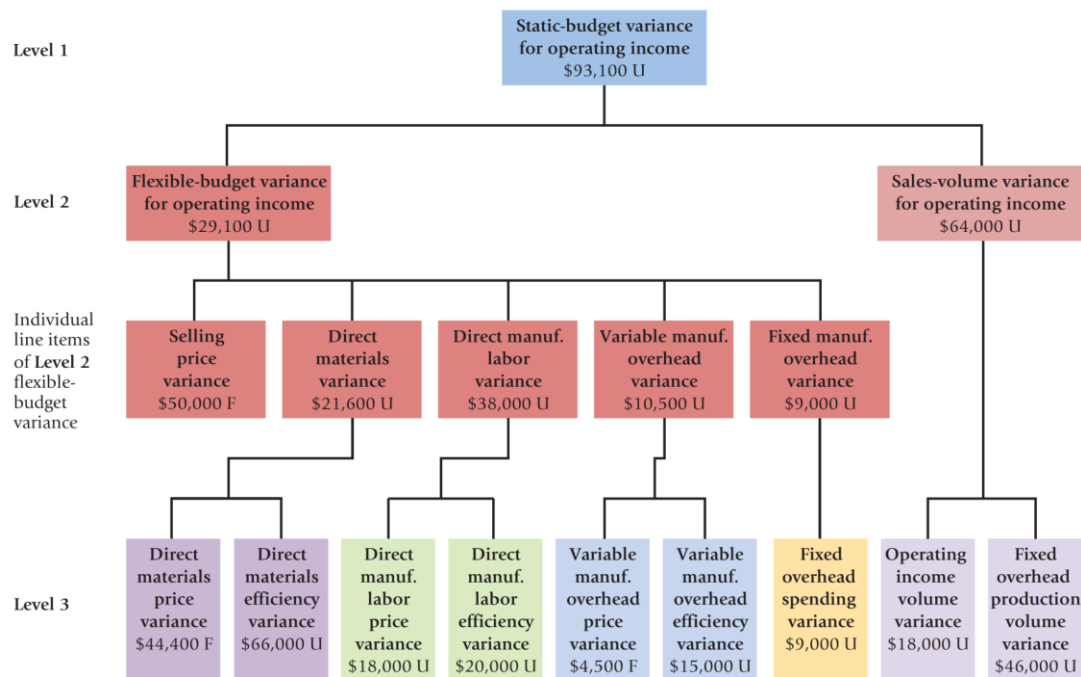 Level 1
Static-budget variance
for operating income
$93,100 U
Level 2
Flexible-budget variance
for operating income
$29,100 U
Sales-volume variance
for operating income
$64,000 U
Individual
line items
of Level 2
flexible-
budget
variance
Selling
price
variance
$50,000 F
Direct
materials
variance
$21,600 U
Direct manuf.
labor
variance
$38,000 U
Variable manuf.
overhead
variance
$10,500 U
Fixed manuf.
overhead
variance
$9,000 U
Level 3
Direct
materials
price
variance
$44,400 F
Direct
materials
efficiency
variance
$66,000 U
Direct
manuf.
labor
price
variance
$18,000 U
Direct
manuf.
labor
efficiency
variance
$20,000 U
Variable
manuf.
overhead
price
variance
$4,500 F
Variable
manuf.
overhead
efficiency
variance
$15,000 U
Fixed
overhead
spending
variance
$9,000 U
Operating
income
volume
variance
$18,000 U
Fixed
overhead
production
volume
variance
$46,000 U